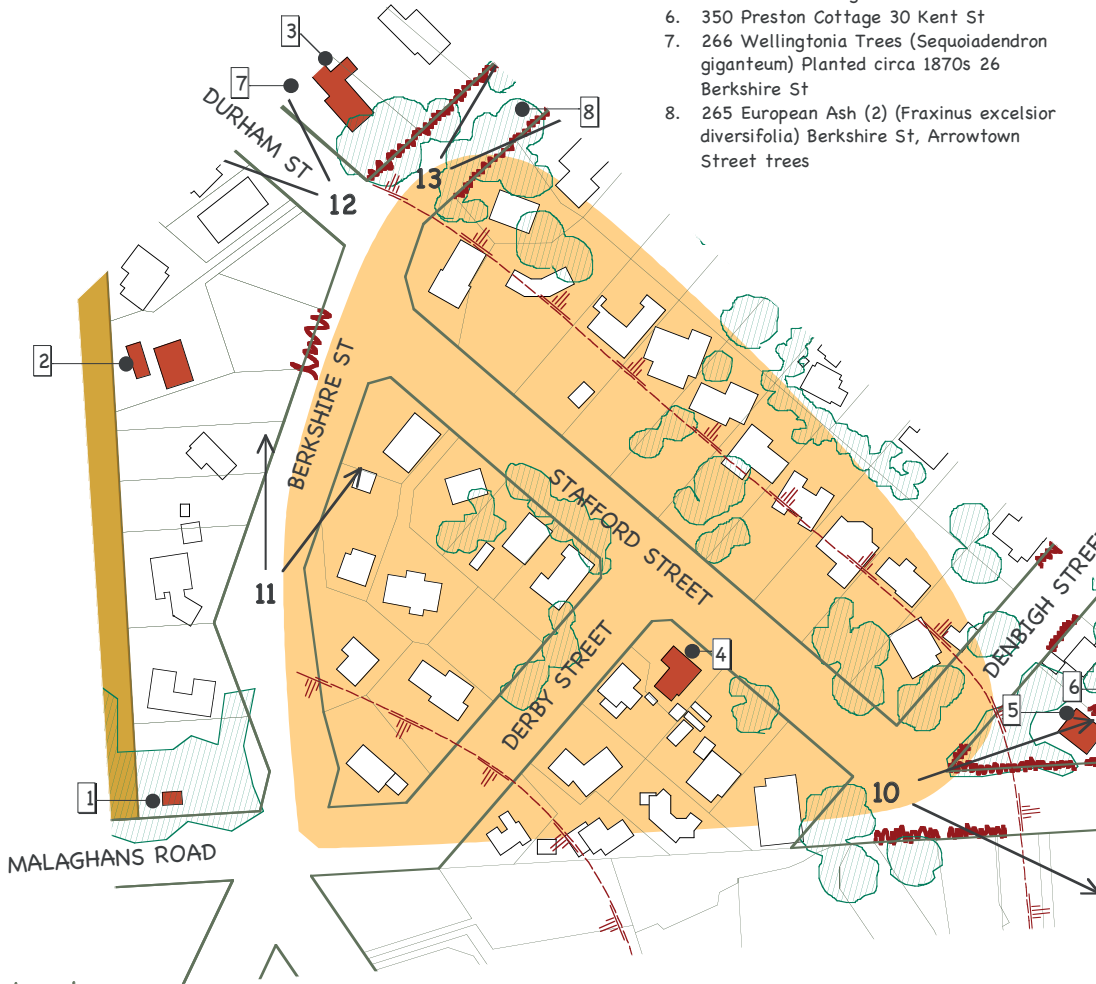 6. 350 Preston Cottage 30 Kent St
7. 266 Wellingtonia Trees (Sequoiadendron
giganteum) Planted circa 1870s 26
Berkshire St
8. 265 European Ash (2) (Fraxinus excelsior
diversifolia) Berkshire St, Arrowtown
Street trees
3
7
8
DURHAM ST
13
12
2
BERKSHIRE ST
STAFFORD STREET
11
DERBY STREET
4
DENBIGH STREET
6
5
10
1
MALAGHANS ROAD